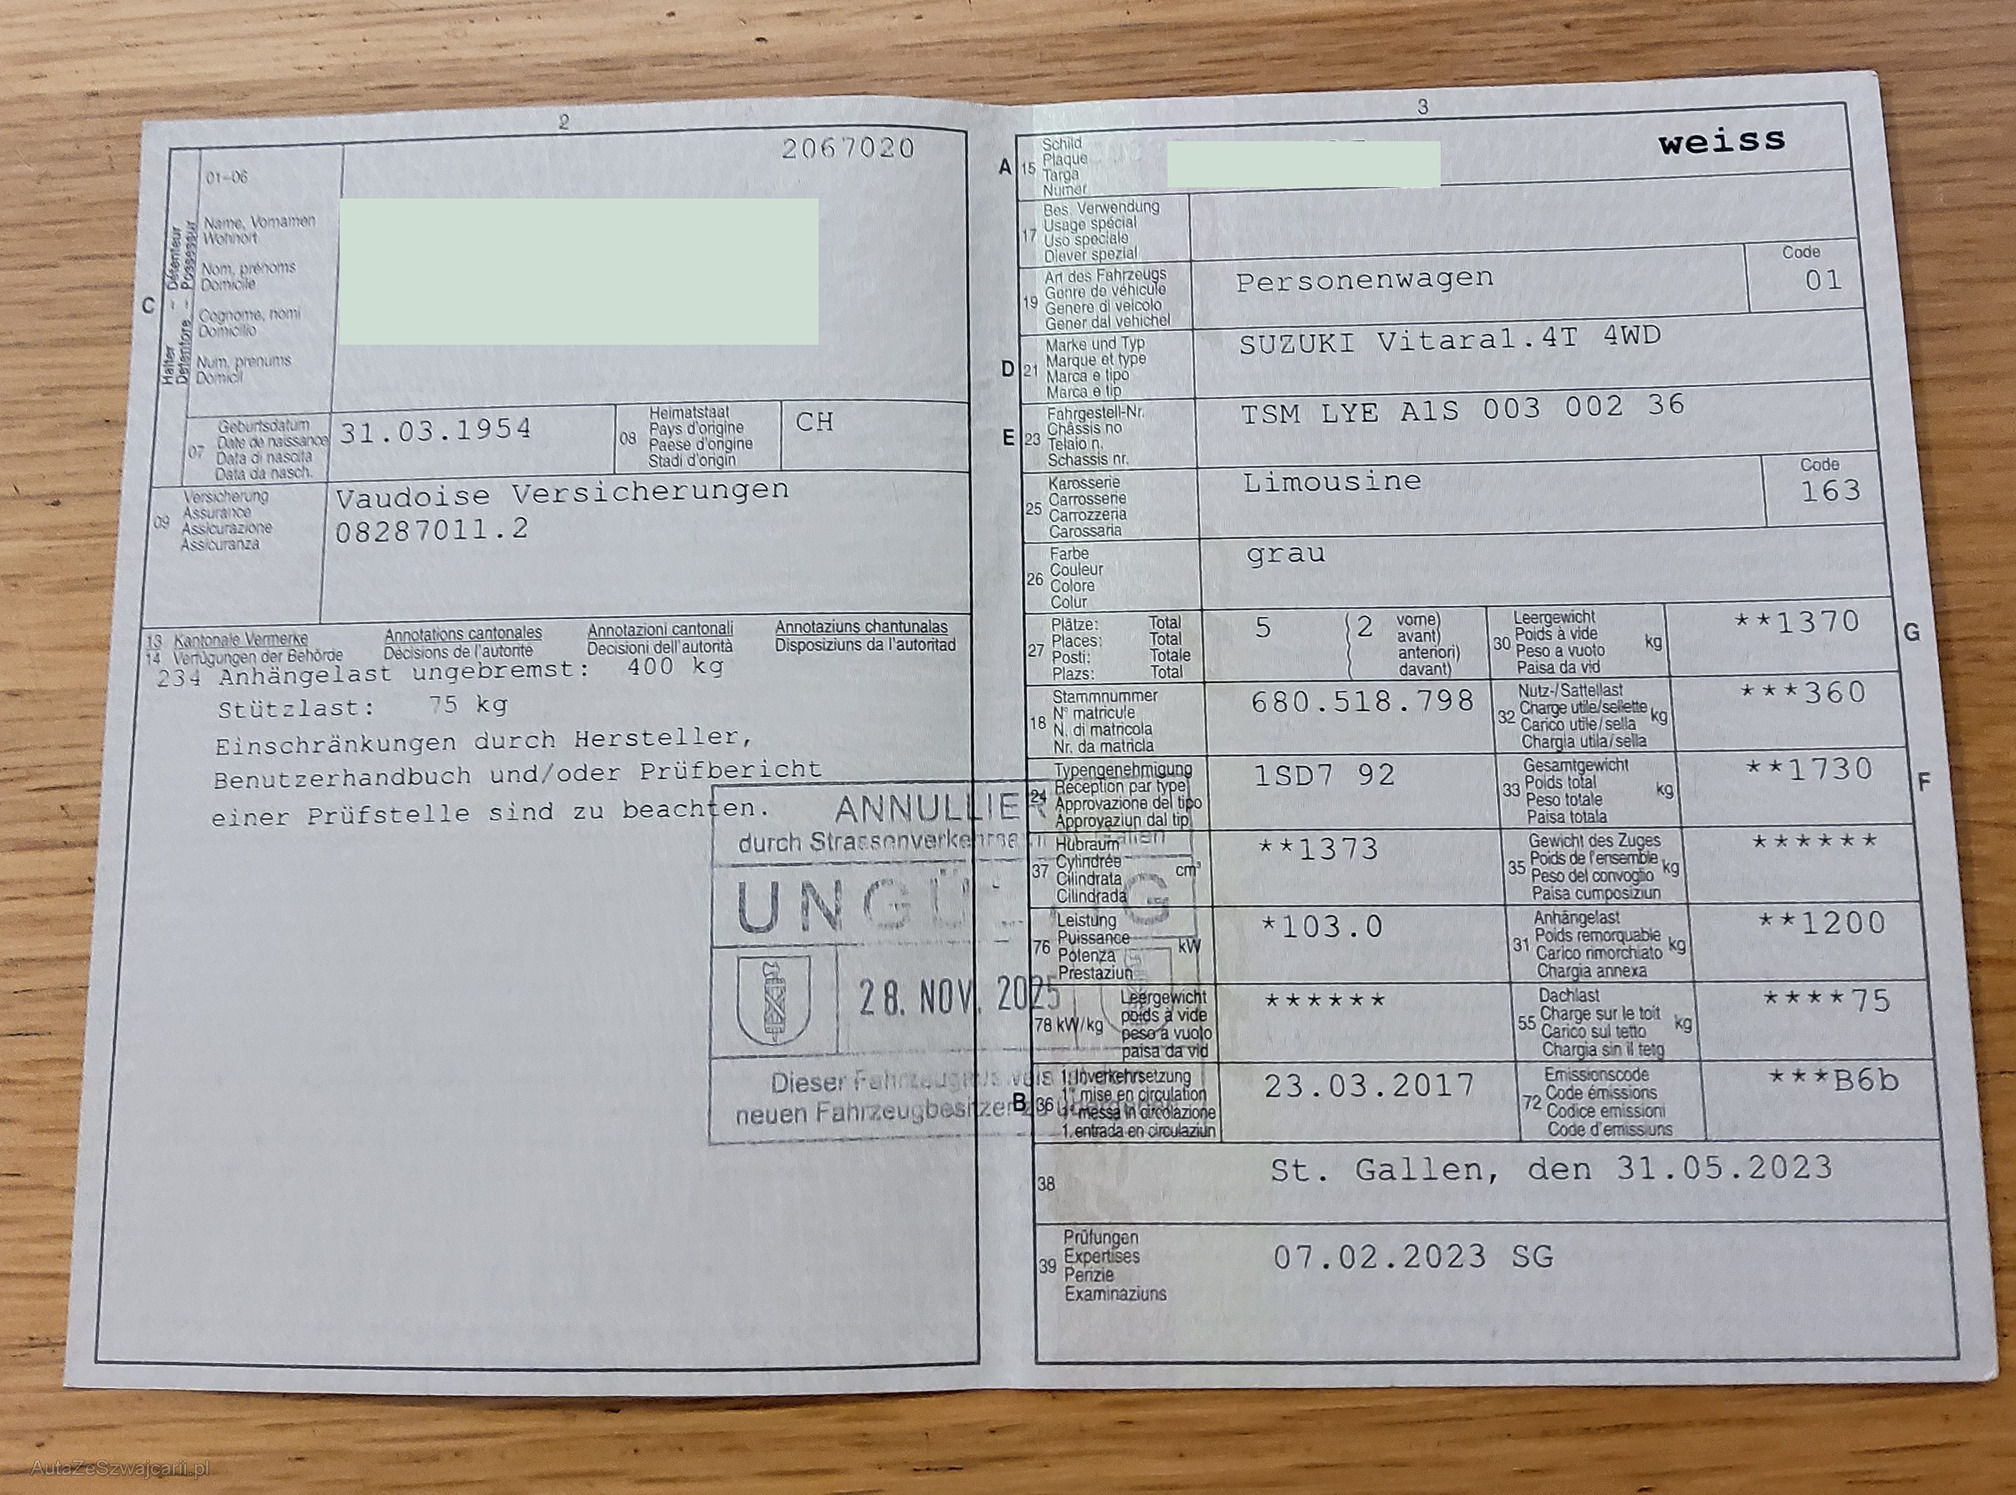 2
2067020
01-06
Halter - Détenteur
Detentore - Possessur
C
Name, Vornamen
Wohnort
Nom, prénoms
Domicile
Cognome, nomi
Domicilio
Num, prenums
Domicil
07
Geburtsdatum
Date de naissance
Data di nascita
Data da nasch.
31.03.1954
08
Heimatstaat
Pays d'origine
Paese d'origine
Stadi d'origin
CH
09
Versicherung
Assurance
Assicurazione
Assicuranza
Vaudoise Versicherungen
08287011.2
13 Kantonale Vermerke Annotations cantonales Annotazioni cantonali Annotaziuns chantunalas
14 Verfügungen der Behörde Décisions de l'autorité Decisioni dell'autorità Disposiziuns da l'autoritad
234 Anhängelast ungebremst: 400 kg
Stützlast: 75 kg
Einschränkungen durch Hersteller,
Benutzerhandbuch und/oder Prüfbericht
einer Prüfstelle sind zu beachten.
ANNULLIER
durch
UNGÜ
G
28. NOV. 2025
Dieser
neuen Fahrzeugbesitzer
3
A
15
Schild
Plaque
Targa
Numer
weiss
17
Bes. Verwendung
Usage spécial
Uso speciale
Diever spezial
19
Art des Fahrzeugs
Genre de véhicule
Genere di veicolo
Gener dal vehichel
Personenwagen
Code
01
D
21
Marke und Typ
Marque et type
Marca e tipo
Marca e tip
SUZUKI Vitara1.4T 4WD
E
23
Fahrgestell-Nr.
Châssis no
Telaio n.
Schassis nr.
TSM LYE A1S 003 002 36
25
Karosserie
Carrosserie
Carrozzeria
Carossaria
Limousine
Code
163
26
Farbe
Couleur
Colore
Colur
grau
27
Plätze: Total
Places: Total
Posti: Totale
Plazs: Total
5
(2 vorne)
( avant)
( anteriori)
( davant)
30
Leergewicht
Poids à vide
Peso a vuoto
Paisa da vid
kg
**1370
G
18
Stammnummer
N° matricule
N. di matricola
Nr. da matricla
680.518.798
32
Nutz-/Sattellast
Charge utile/sellette
Carico utile/sella
Chargia utila/sella
kg
***360
24
Typengenehmigung
Réception par type
Approvazione del tipo
Approvaziun dal tip
1SD7 92
33
Gesamtgewicht
Poids total
Peso totale
Paisa totala
kg
**1730
F
37
Hubraum
Cylindrée
Cilindrata
Cilindrada
cm³
**1373
35
Gewicht des Zuges
Poids de l'ensemble
Peso del convoglio
Paisa cumposiziun
kg
******
76
Leistung
Puissance
Potenza
Prestaziun
kW
*103.0
31
Anhängelast
Poids remorquable
Carico rimorchiato
Chargia annexa
kg
**1200
78 kW/kg
Leergewicht
poids à vide
peso a vuoto
paisa da vid
******
55
Dachlast
Charge sur le toit
Carico sul tetto
Chargia sin il tetg
kg
****75
B
36
1. Inverkehrsetzung
1re mise en circulation
1a messa in circolazione
1. entrada en circulaziun
23.03.2017
72
Emissionscode
Code émissions
Codice emissioni
Code d'emissiuns
***B6b
38
St. Gallen, den 31.05.2023
39
Prüfungen
Expertises
Perizie
Examinaziuns
07.02.2023 SG
AutaZeSzwajcarii.pl